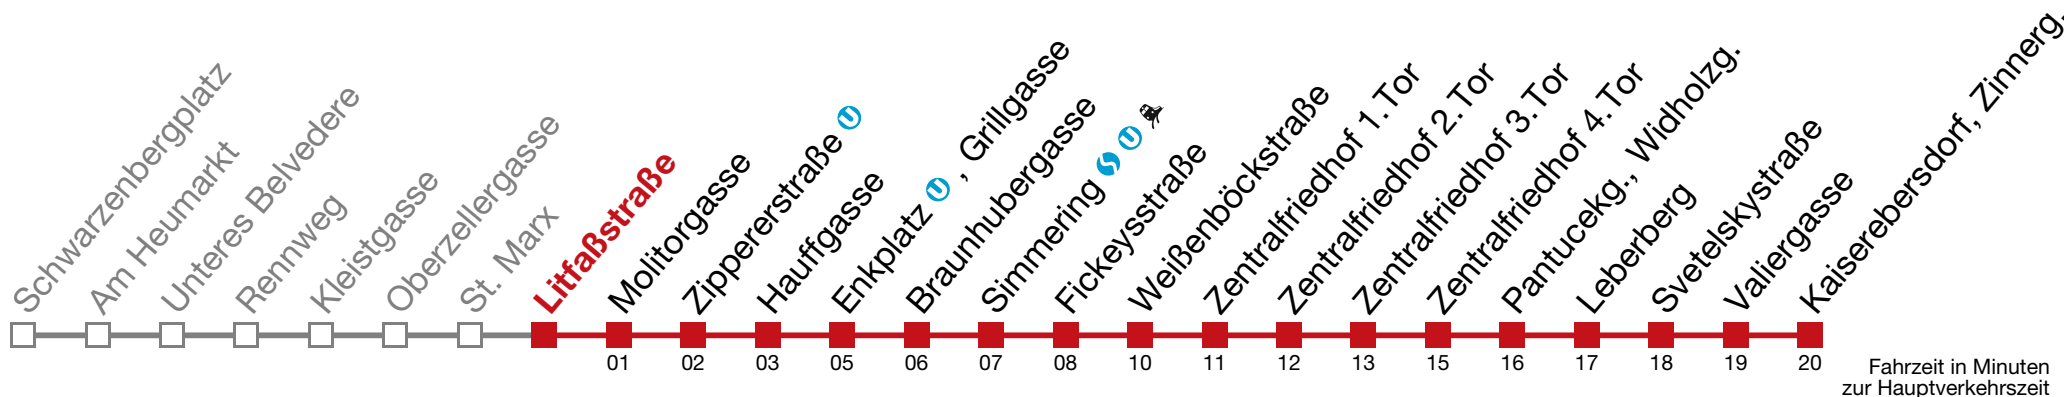 Schwarzenbergplatz
Am Heumarkt
Unteres Belvedere
Rennweg
Kleistgasse
Oberzellergasse
St. Marx
Litfaßstraße
Molitorgasse
Zippererstraße U
Hauffgasse
Enkplatz U , Grillgasse
Braunhubergasse
Simmering S U
Fickeysstraße
Weißenböckstraße
Zentralfriedhof 1. Tor
Zentralfriedhof 2. Tor
Zentralfriedhof 3. Tor
Zentralfriedhof 4. Tor
Pantucekg., Widholzg.
Leberberg
Svetelskystraße
Valiergasse
Kaiserebersdorf, Zinnerg.
01 02 03 05 06 07 08 10 11 12 13 15 16 17 18 19 20
Fahrzeit in Minuten
zur Hauptverkehrszeit